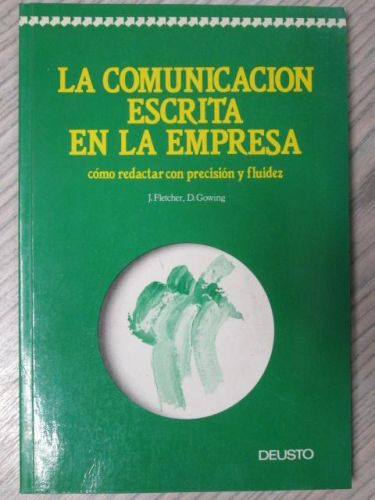 LA COMUNICACION
ESCRITA
EN LA EMPRESA
cómo redactar con precisión y fluidez
J. Fletcher, D. Gowing
DEUSTO